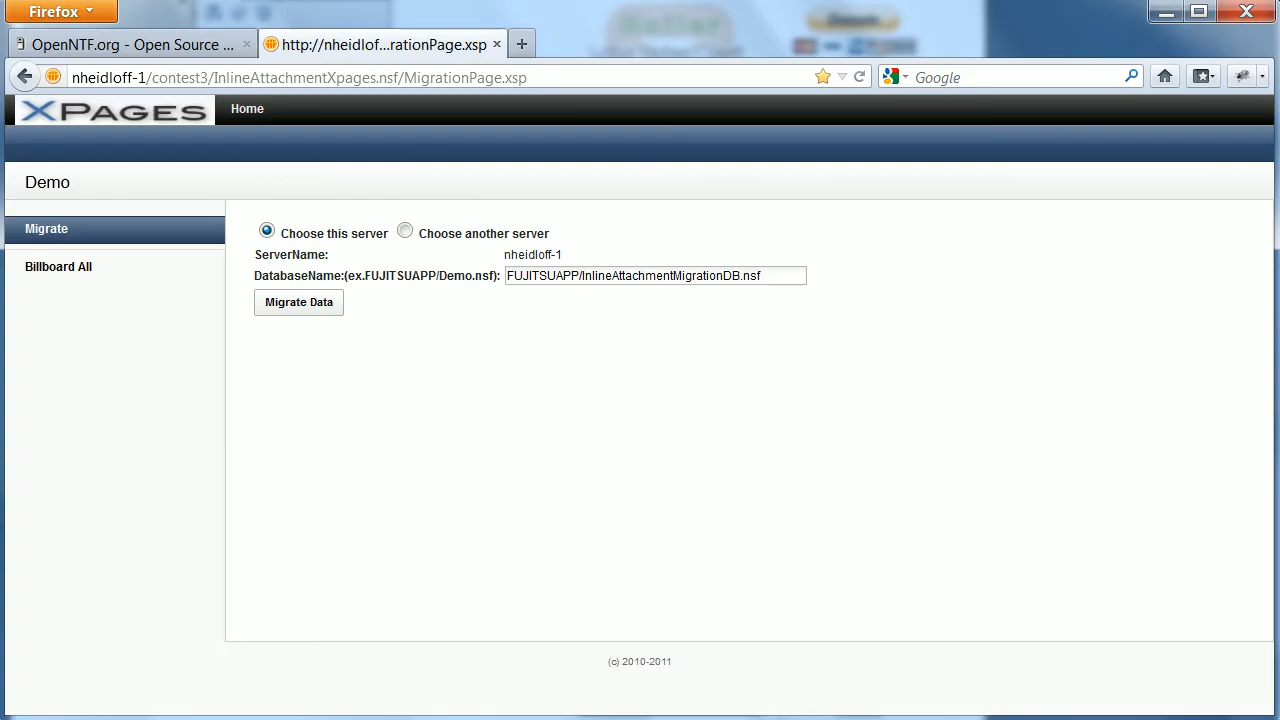 Firefox
OpenNTF.org - Open Source ...
http://nheidlof...rationPage.xsp
nheidloff-1/contest3/InlineAttachmentXpages.nsf/MigrationPage.xsp
Google
XPAGES
Home
Demo
Migrate
Billboard All
Choose this server
Choose another server
ServerName:
nheidloff-1
DatabaseName:(ex.FUJITSUAPP/Demo.nsf):
FUJITSUAPP/InlineAttachmentMigrationDB.nsf
Migrate Data
(c) 2010-2011